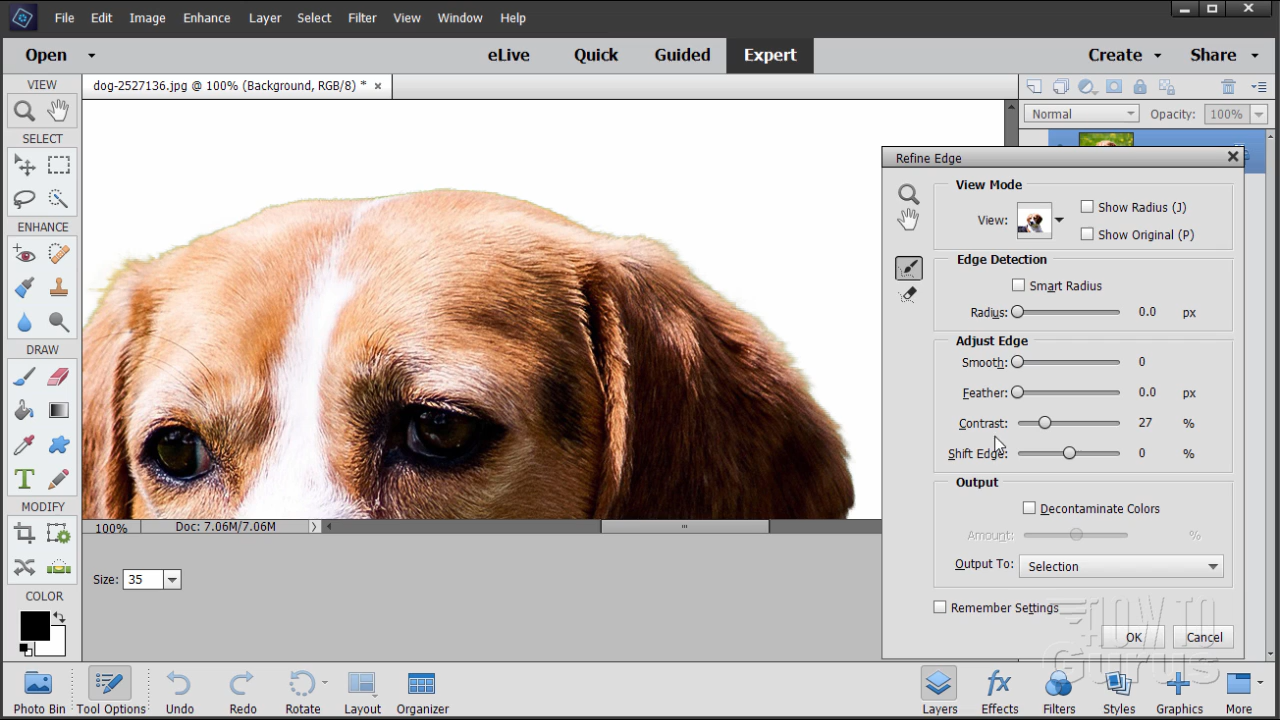 File Edit Image Enhance Layer Select Filter View Window Help
Open eLive Quick Guided Expert Create Share
VIEW
dog-2527136.jpg @ 100% (Background, RGB/8) * ×
Normal Opacity: 100%
SELECT
ENHANCE
DRAW
T
MODIFY
COLOR
Refine Edge
View Mode
View:
Show Radius (J)
Show Original (P)
Edge Detection
Smart Radius
Radius: 0.0 px
Adjust Edge
Smooth: 0
Feather: 0.0 px
Contrast: 27 %
Shift Edge: 0 %
Output
Decontaminate Colors
Amount: %
Output To: Selection
Remember Settings
OK Cancel
HOWTO
Gurus
100% Doc: 7.06M/7.06M
Size: 35
Photo Bin Tool Options Undo Redo Rotate Layout Organizer Layers fx Effects Filters Styles Graphics More